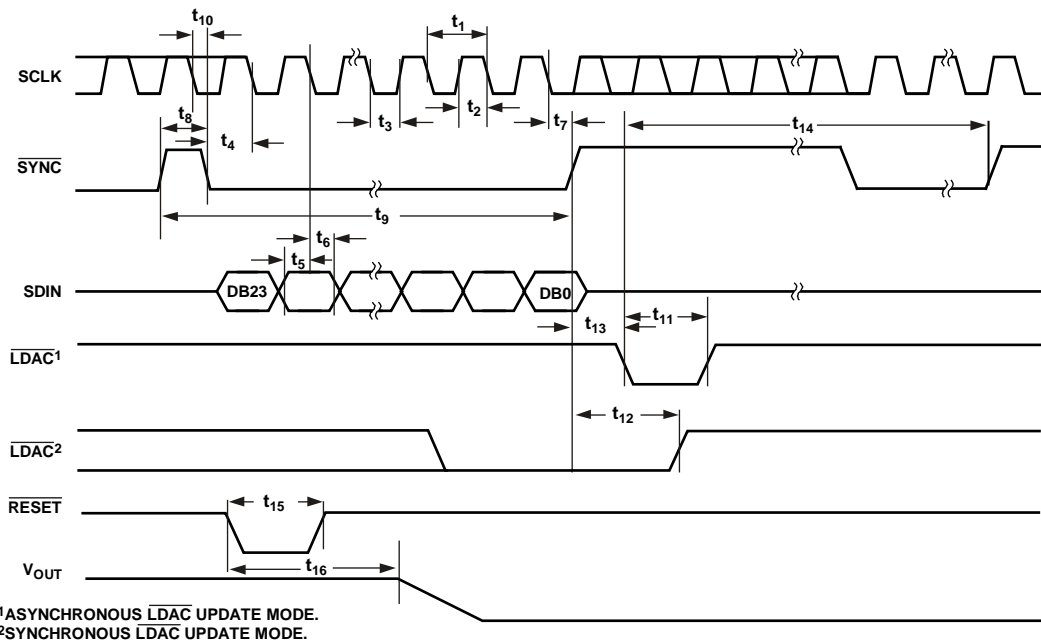 t10
t1
SCLK
t8
t4
t3
t2
t7
t14
SYNC
t9
t6
t5
SDIN
DB23
DB0
t13
t11
LDAC1
t12
LDAC2
RESET
t15
t16
VOUT
1ASYNCHRONOUS LDAC UPDATE MODE.
2SYNCHRONOUS LDAC UPDATE MODE.